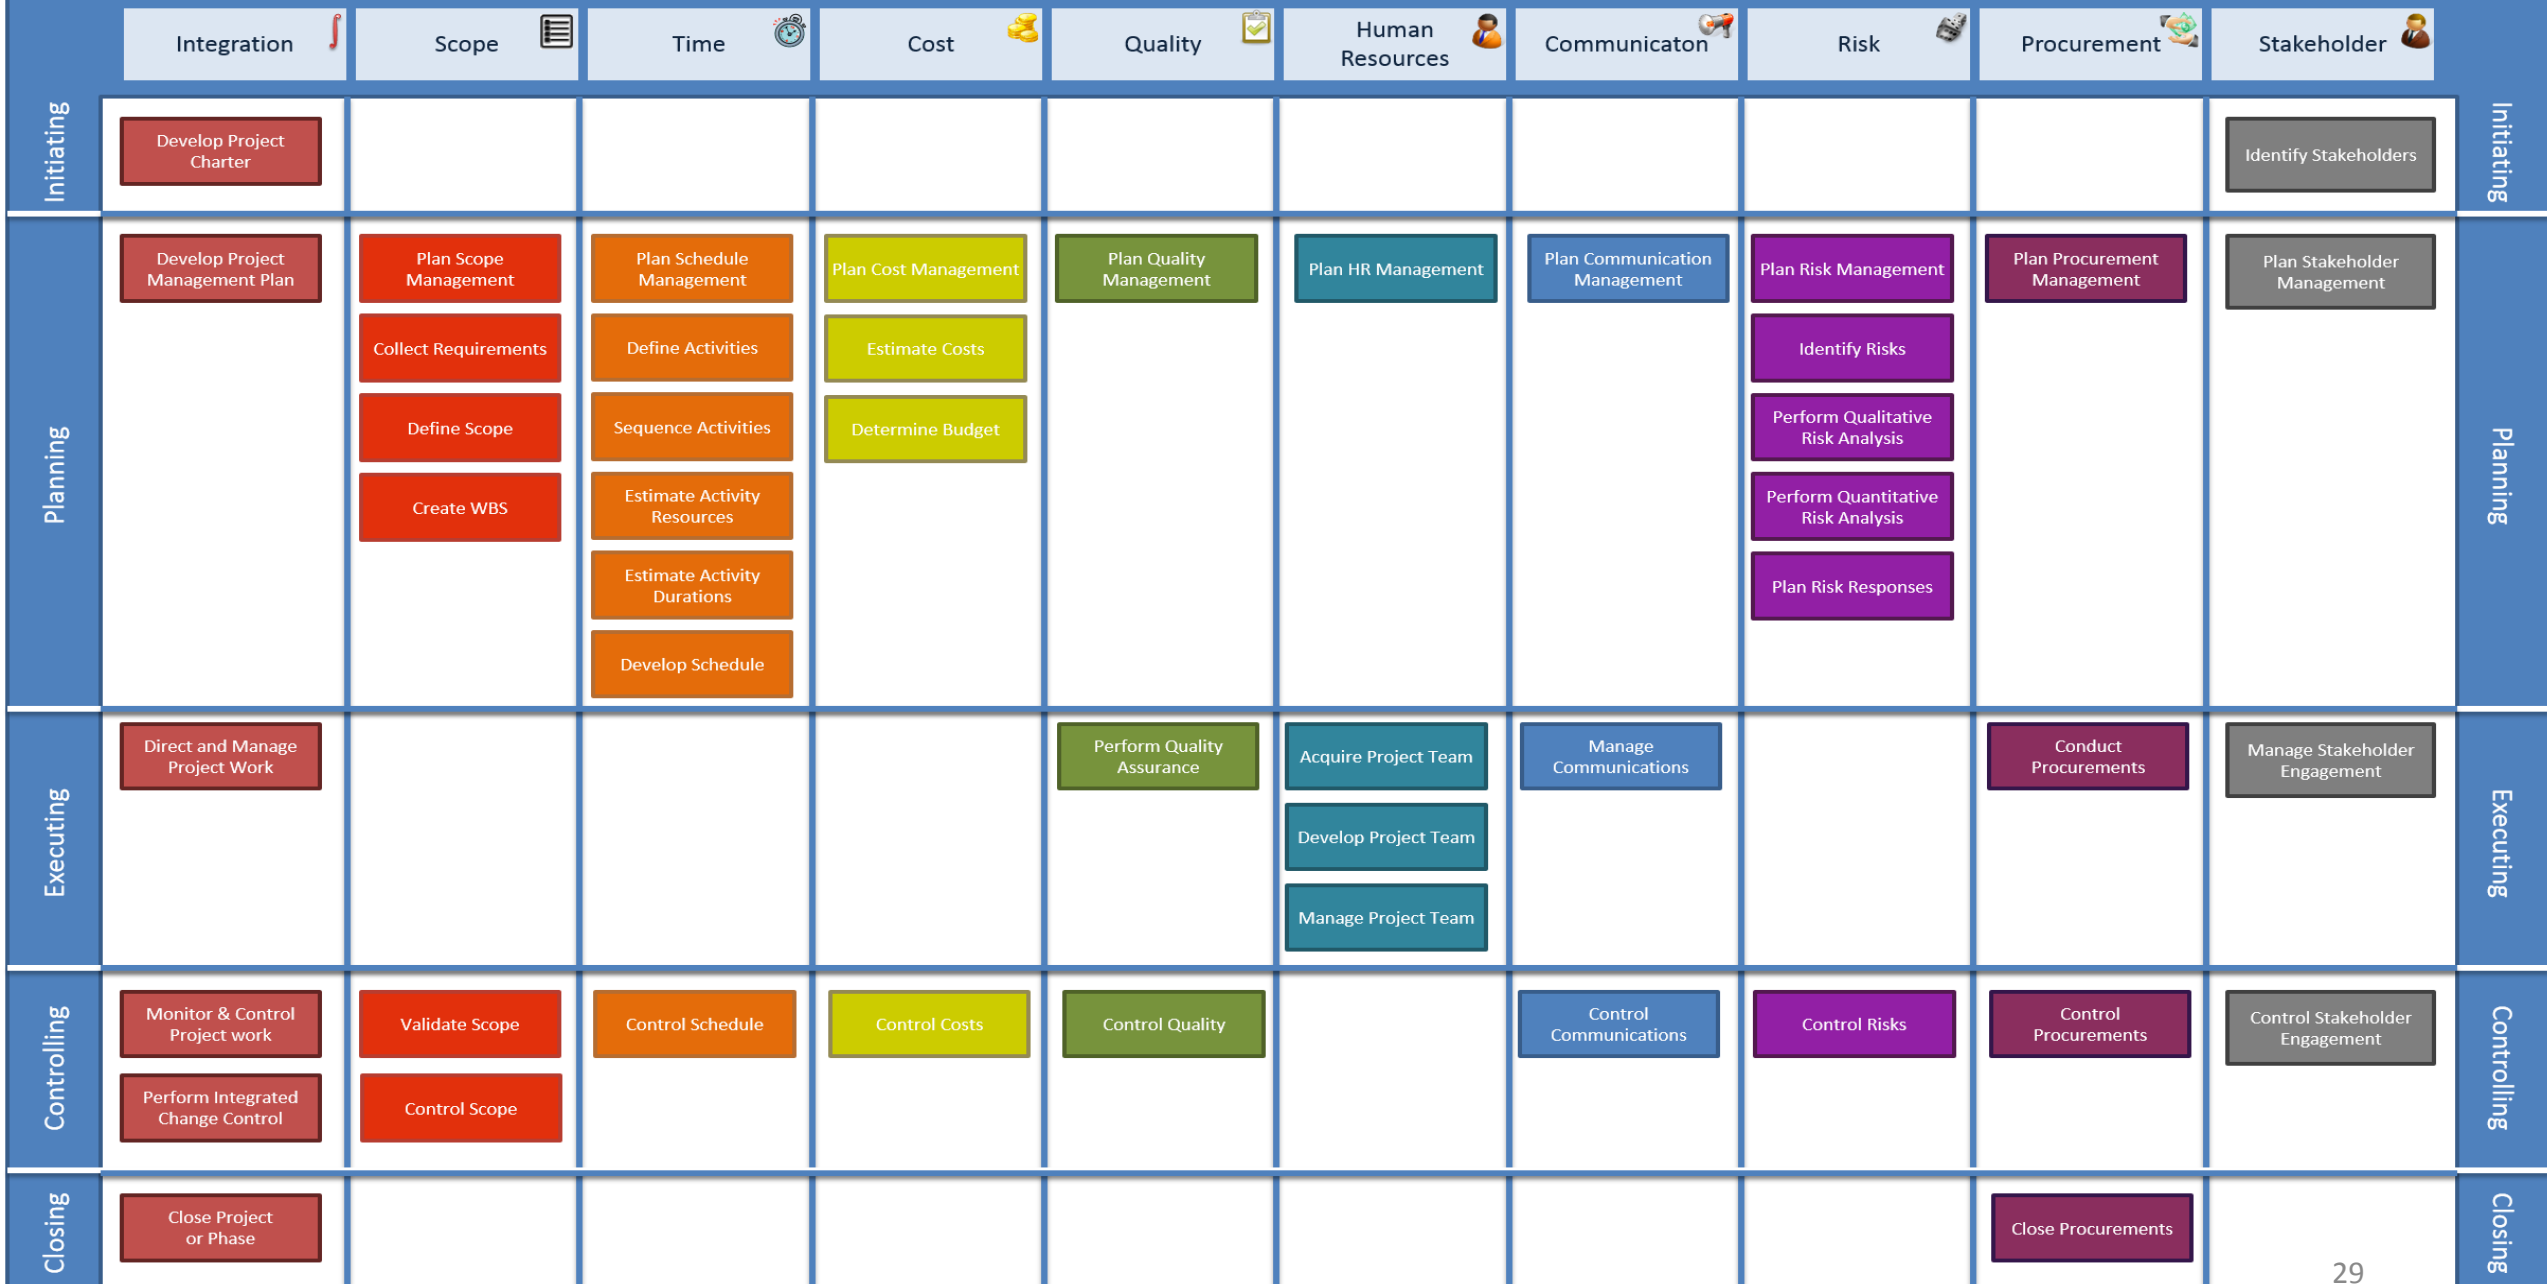 Integration
Scope
Time
Cost
Quality
Human
Resources
Communicaton
Risk
Procurement
Stakeholder
Initiating
Develop Project
Charter
Identify Stakeholders
Initiating
Planning
Develop Project
Management Plan
Plan Scope
Management
Collect Requirements
Define Scope
Create WBS
Plan Schedule
Management
Define Activities
Sequence Activities
Estimate Activity
Resources
Estimate Activity
Durations
Develop Schedule
Plan Cost Management
Estimate Costs
Determine Budget
Plan Quality
Management
Plan HR Management
Plan Communication
Management
Plan Risk Management
Identify Risks
Perform Qualitative
Risk Analysis
Perform Quantitative
Risk Analysis
Plan Risk Responses
Plan Procurement
Management
Plan Stakeholder
Management
Planning
Executing
Direct and Manage
Project Work
Perform Quality
Assurance
Acquire Project Team
Develop Project Team
Manage Project Team
Manage
Communications
Conduct
Procurements
Manage Stakeholder
Engagement
Executing
Controlling
Monitor & Control
Project work
Perform Integrated
Change Control
Validate Scope
Control Scope
Control Schedule
Control Costs
Control Quality
Control
Communications
Control Risks
Control
Procurements
Control Stakeholder
Engagement
Controlling
Closing
Close Project
or Phase
Close Procurements
Closing
29